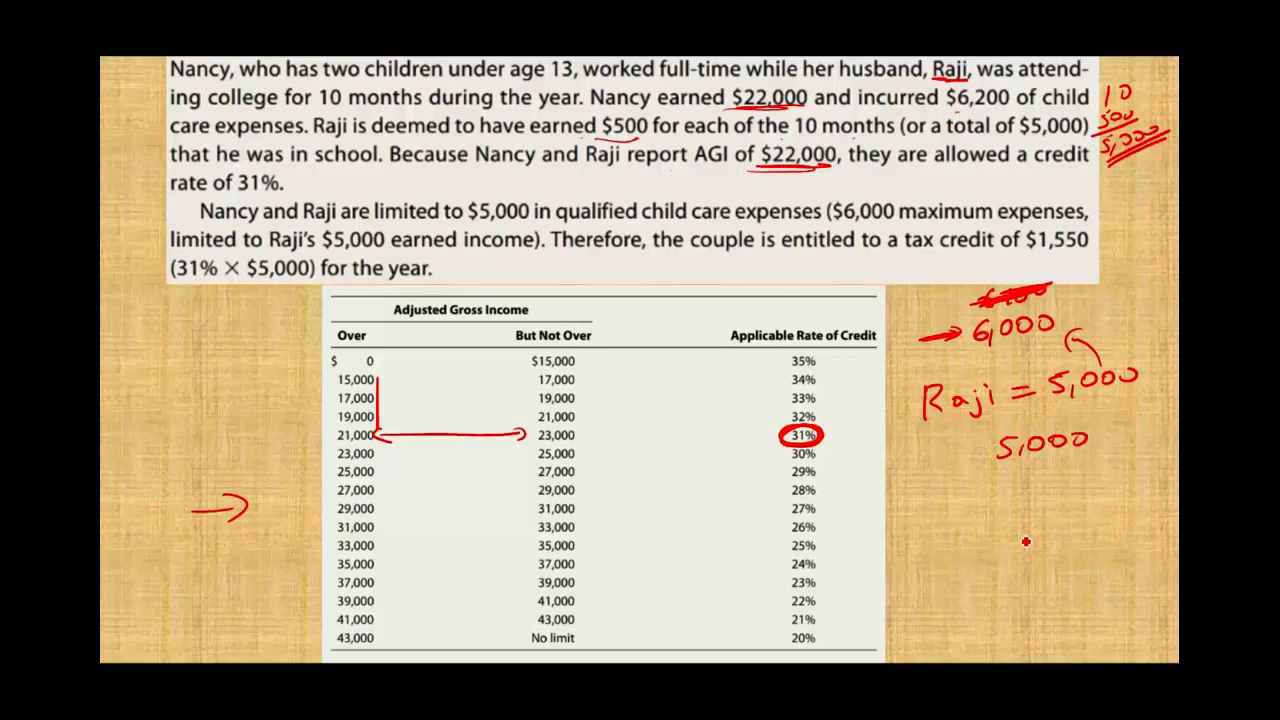 Nancy, who has two children under age 13, worked full-time while her husband, Raji, was attend-
ing college for 10 months during the year. Nancy earned $22,000 and incurred $6,200 of child
care expenses. Raji is deemed to have earned $500 for each of the 10 months (or a total of $5,000)
that he was in school. Because Nancy and Raji report AGI of $22,000, they are allowed a credit
rate of 31%.
10
500
5,000
Nancy and Raji are limited to $5,000 in qualified child care expenses ($6,000 maximum expenses,
limited to Raji's $5,000 earned income). Therefore, the couple is entitled to a tax credit of $1,550
(31% × $5,000) for the year.
Adjusted Gross Income
Over But Not Over Applicable Rate of Credit
$ 0 $15,000 35%
15,000 17,000 34%
17,000 19,000 33%
19,000 21,000 32%
21,000 23,000 31%
23,000 25,000 30%
25,000 27,000 29%
27,000 29,000 28%
29,000 31,000 27%
31,000 33,000 26%
33,000 35,000 25%
35,000 37,000 24%
37,000 39,000 23%
39,000 41,000 22%
41,000 43,000 21%
43,000 No limit 20%
6,000
Raji = 5,000
5,000